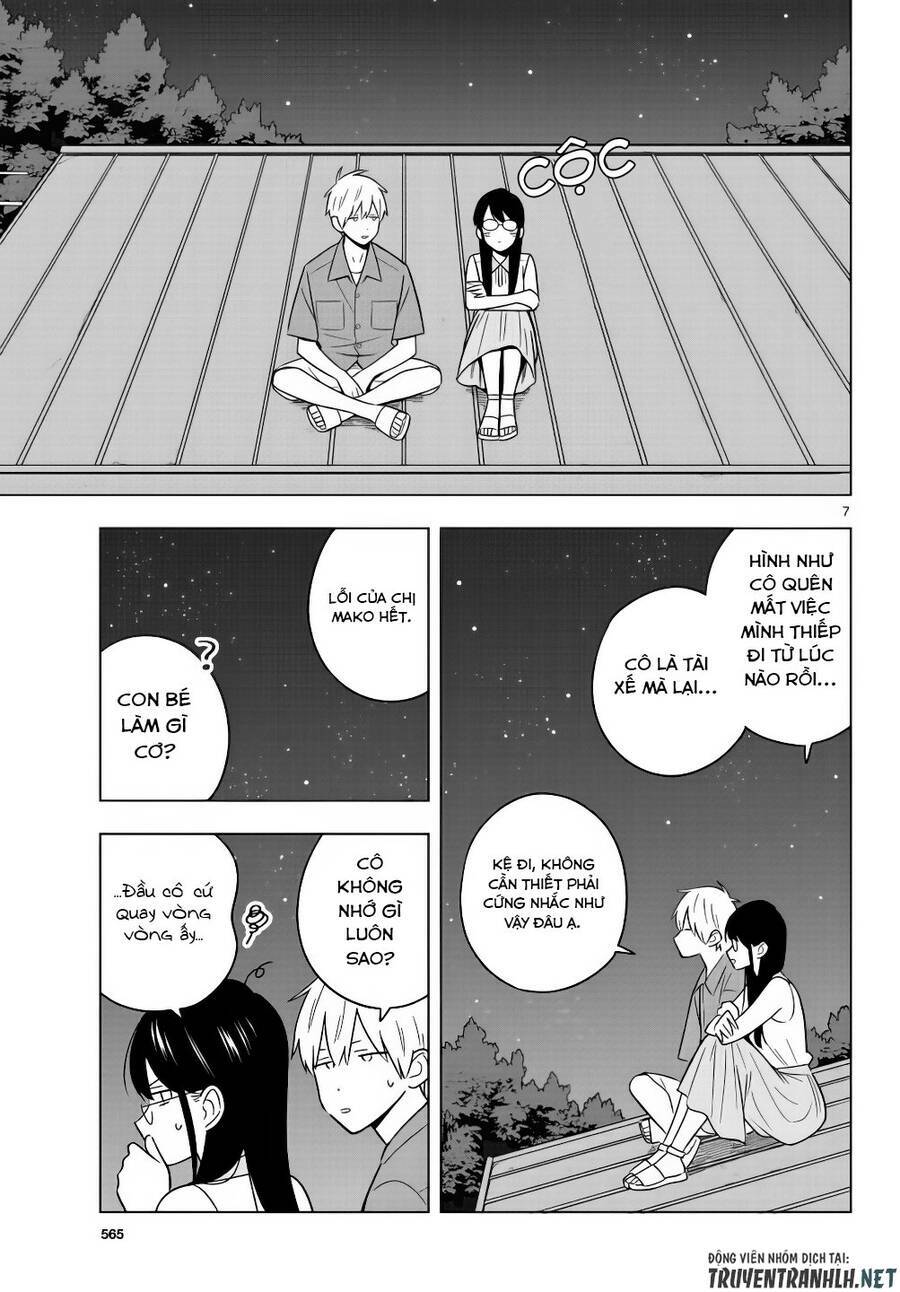 CỘC
7
HÌNH NHƯ
CÔ QUÊN
MẤT VIỆC
MÌNH THIẾP
ĐI TỪ LÚC
NÀO RỒI...
CÔ LÀ TÀI
XẾ MÀ LẠI...
KỆ ĐI, KHÔNG
CẦN THIẾT PHẢI
CỨNG NHẮC NHƯ
VẬY ĐÂU Ạ.
LỖI CỦA CHỊ
MAKO HẾT.
?
CON BÉ
LÀM GÌ
CƠ?
CÔ
KHÔNG
NHỚ GÌ
LUÔN
SAO?
...Đầu cô cứ
quay vòng
vòng ấy...
565
ĐỘNG VIÊN NHÓM DỊCH TẠI:
TRUYENTRANHLH.NET